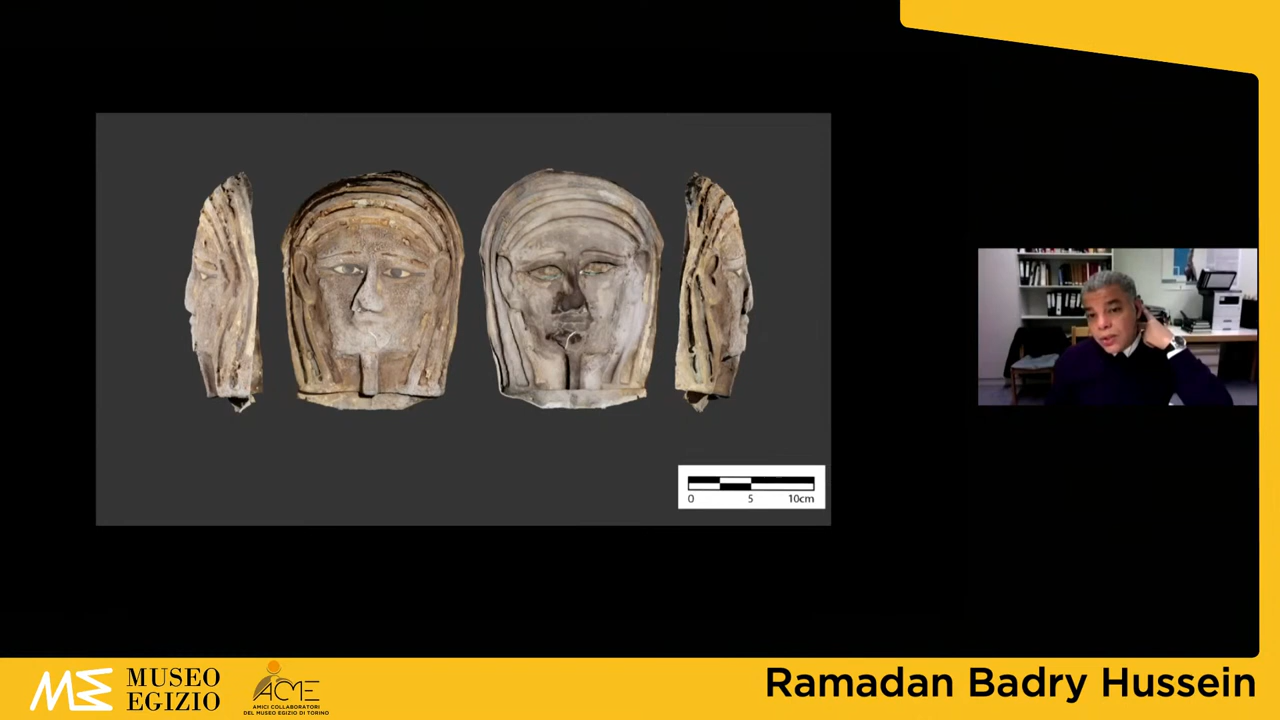 0 5 10cm
MUSEO
EGIZIO
ACME
AMICI COLLABORATORI
DEL MUSEO EGIZIO DI TORINO
Ramadan Badry Hussein